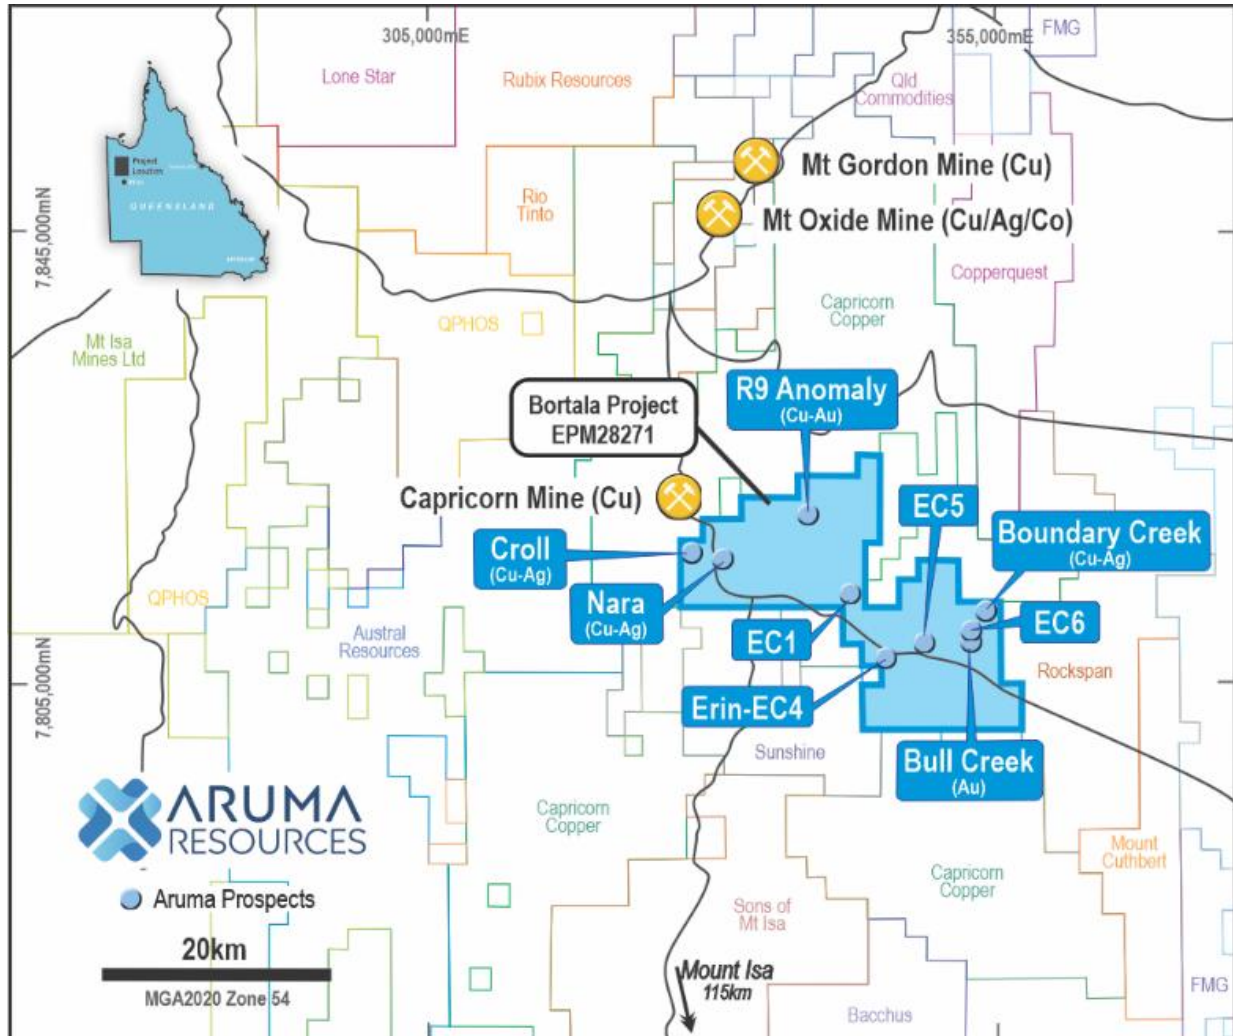 305,000mE
355,000mE
FMG
Lone Star
Rubix Resources
Qld
Commodities
Project
Location
QUEENSLAND
Mt Gordon Mine (Cu)
Rio
Tinto
Mt Oxide Mine (Cu/Ag/Co)
7,845,000mN
Copperquest
Capricorn
Copper
QPHOS
Mt Isa
Mines Ltd
R9 Anomaly
(Cu-Au)
Bortala Project
EPM28271
Capricorn Mine (Cu)
EC5
Boundary Creek
(Cu-Ag)
Croll
(Cu-Ag)
Nara
(Cu-Ag)
QPHOS
EC6
Austral
Resources
EC1
Rockspan
7,805,000mN
Erin-EC4
Sunshine
Bull Creek
(Au)
ARUMA
RESOURCES
Capricorn
Copper
Mount
Cuthbert
Capricorn
Copper
Aruma Prospects
Sons of
Mt Isa
20km
Mount Isa
115km
MGA2020 Zone 54
FMG
Bacchus